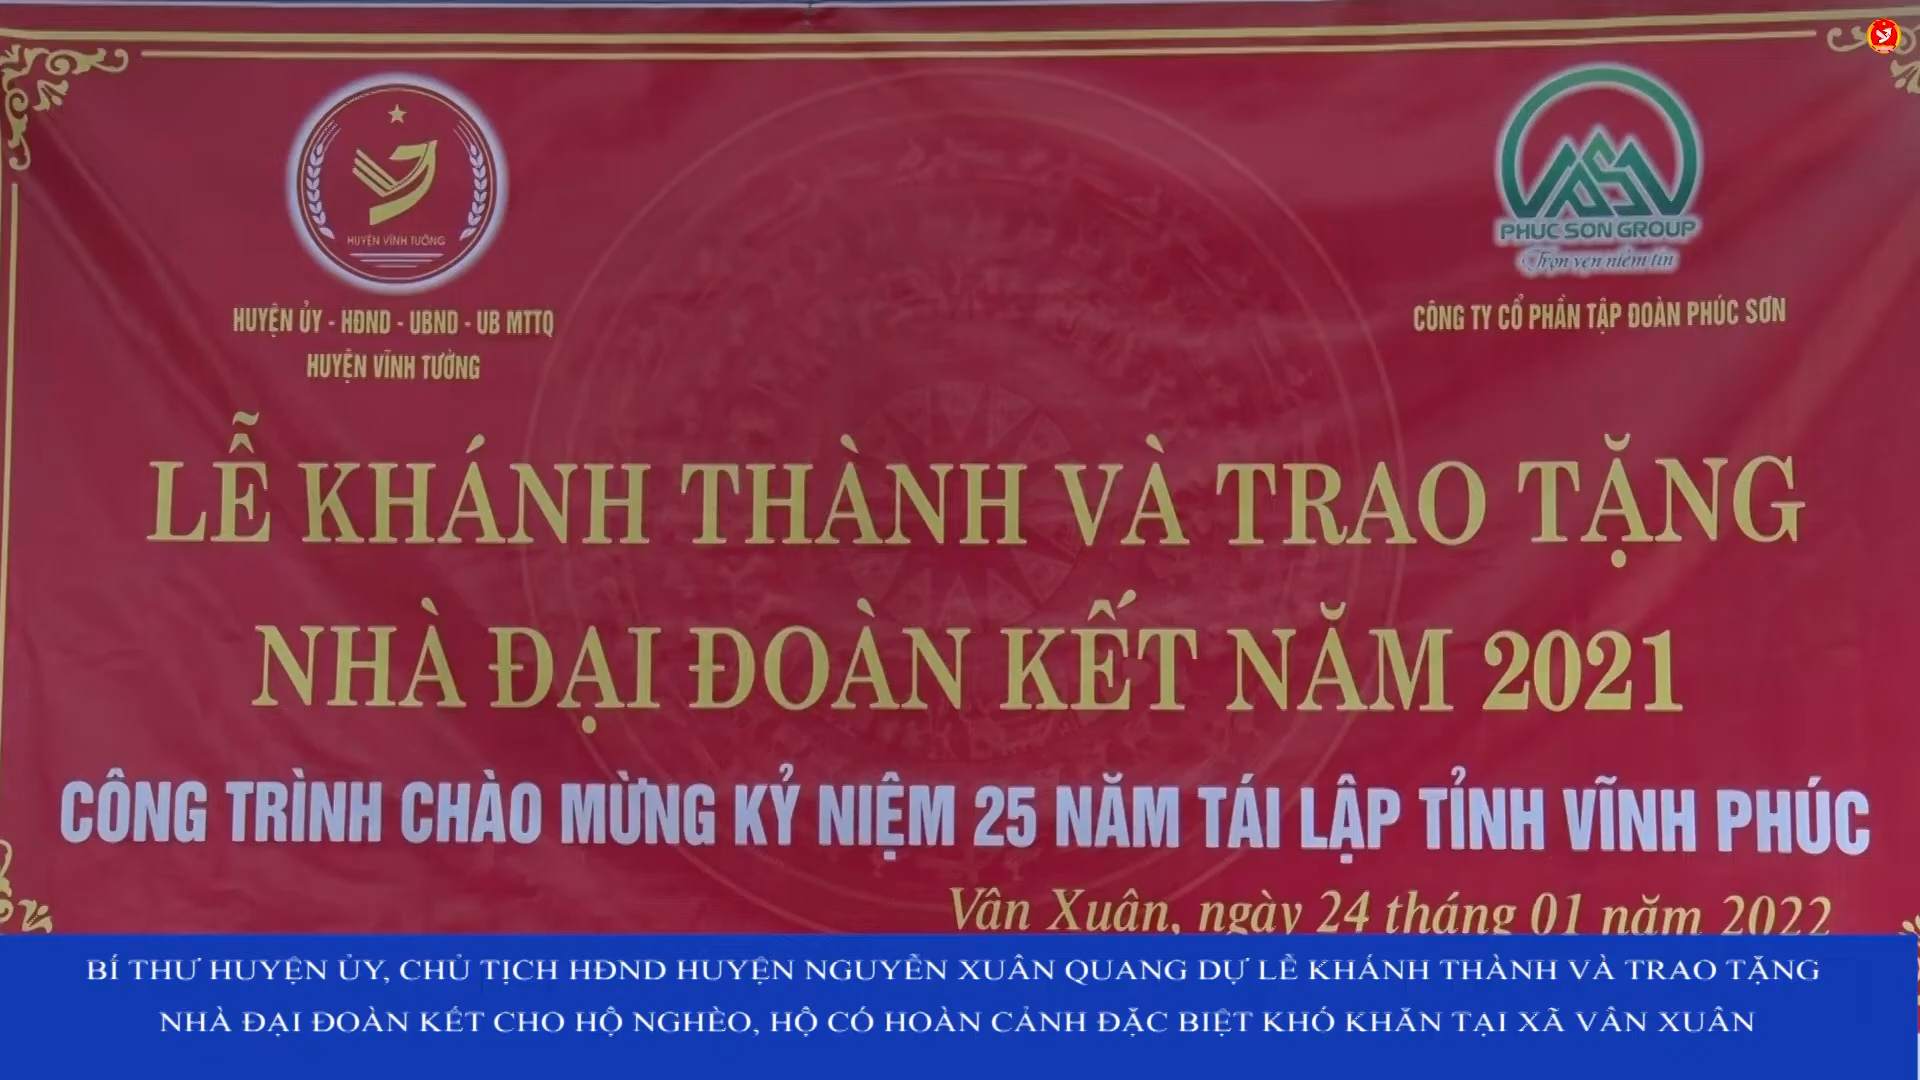 HUYỆN VĨNH TƯỜNG
HUYỆN ỦY - HĐND - UBND - UB MTTQ
HUYỆN VĨNH TƯỜNG
PHUC SON GROUP
Trọn vẹn niềm tin
CÔNG TY CỔ PHẦN TẬP ĐOÀN PHÚC SƠN
LỄ KHÁNH THÀNH VÀ TRAO TẶNG
NHÀ ĐẠI ĐOÀN KẾT NĂM 2021
CÔNG TRÌNH CHÀO MỪNG KỶ NIỆM 25 NĂM TÁI LẬP TỈNH VĨNH PHÚC
Vân Xuân, ngày 24 tháng 01 năm 2022
BÍ THƯ HUYỆN ỦY, CHỦ TỊCH HĐND HUYỆN NGUYỄN XUÂN QUANG DỰ LỄ KHÁNH THÀNH VÀ TRAO TẶNG
NHÀ ĐẠI ĐOÀN KẾT CHO HỘ NGHÈO, HỘ CÓ HOÀN CẢNH ĐẶC BIỆT KHÓ KHĂN TẠI XÃ VÂN XUÂN